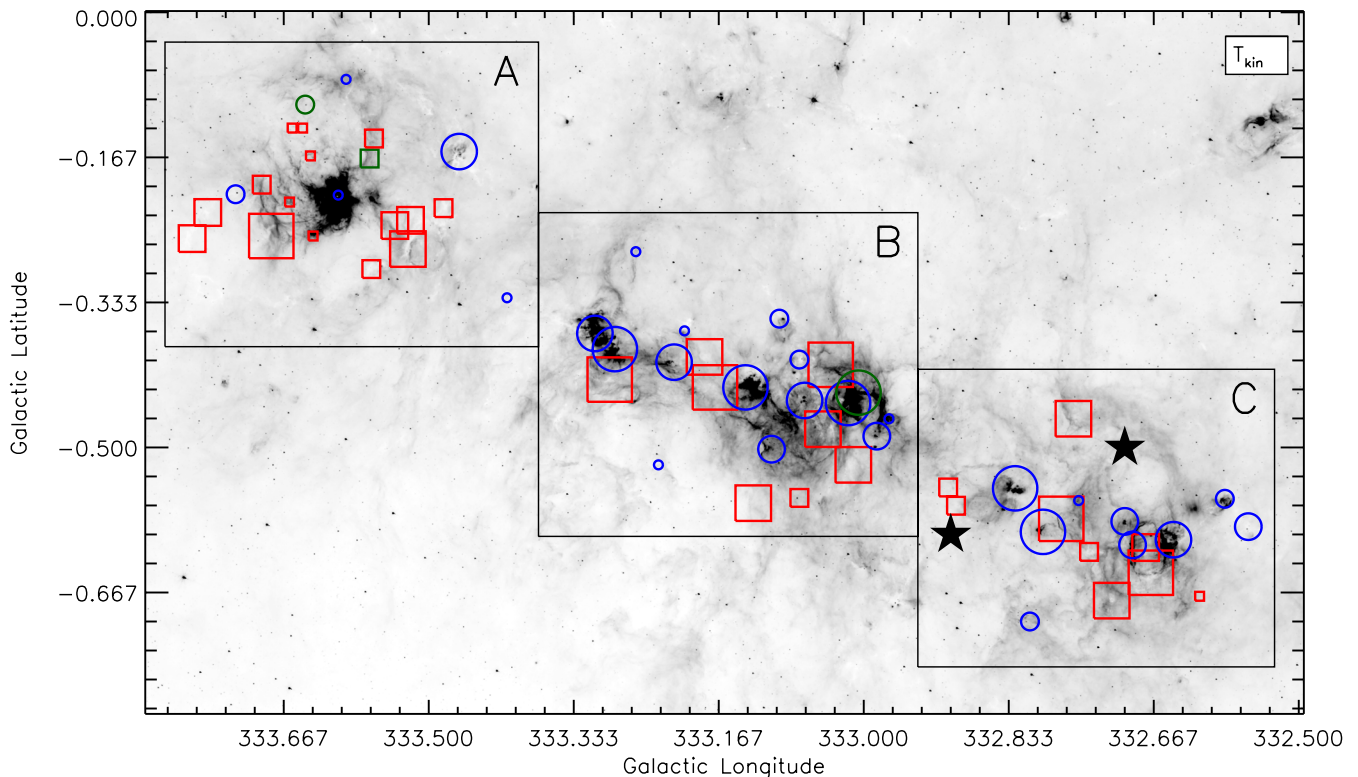 0.000
A
T_kin
-0.167
B
-0.333
C
-0.500
-0.667
333.667 333.500 333.333 333.167 333.000 332.833 332.667 332.500
Galactic Longitude
Galactic Latitude